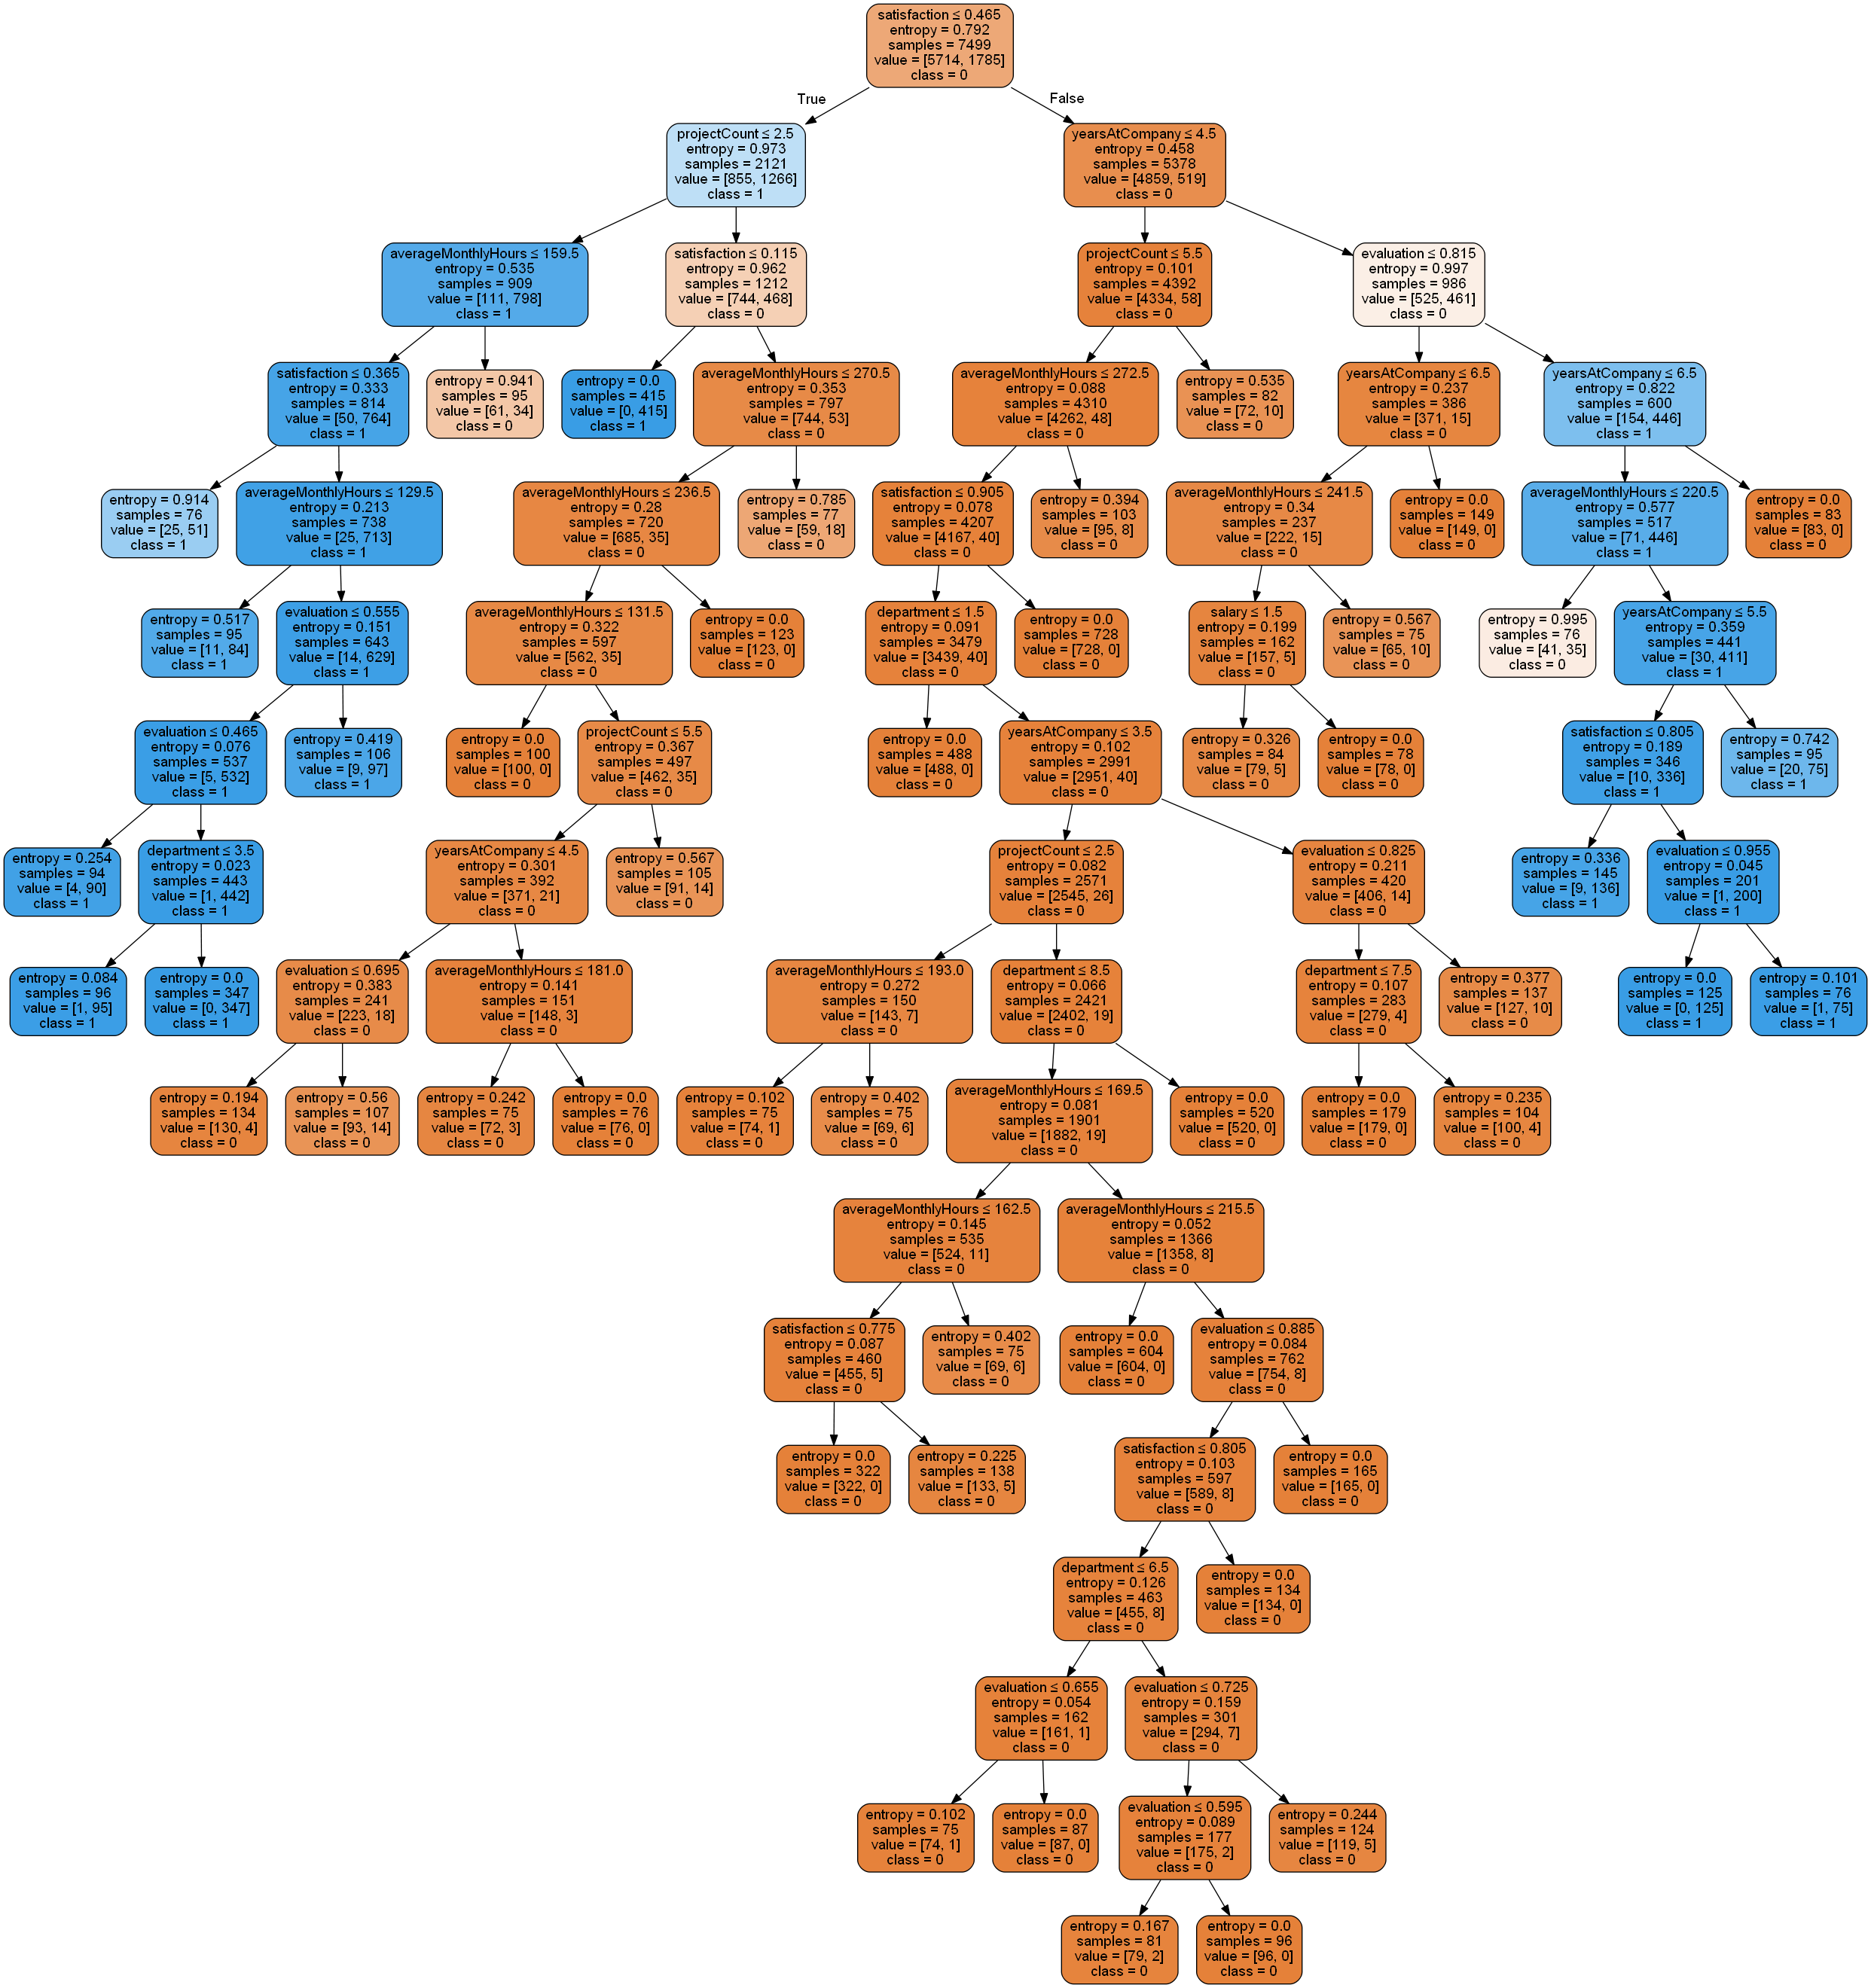 satisfaction ≤ 0.465
entropy = 0.792
samples = 7499
value = [5714, 1785]
class = 0
True
False
projectCount ≤ 2.5
entropy = 0.973
samples = 2121
value = [855, 1266]
class = 1
yearsAtCompany ≤ 4.5
entropy = 0.458
samples = 5378
value = [4859, 519]
class = 0
averageMonthlyHours ≤ 159.5
entropy = 0.535
samples = 909
value = [111, 798]
class = 1
satisfaction ≤ 0.115
entropy = 0.962
samples = 1212
value = [744, 468]
class = 0
projectCount ≤ 5.5
entropy = 0.101
samples = 4392
value = [4334, 58]
class = 0
evaluation ≤ 0.815
entropy = 0.997
samples = 986
value = [525, 461]
class = 0
satisfaction ≤ 0.365
entropy = 0.333
samples = 814
value = [50, 764]
class = 1
entropy = 0.941
samples = 95
value = [61, 34]
class = 0
entropy = 0.0
samples = 415
value = [0, 415]
class = 1
averageMonthlyHours ≤ 270.5
entropy = 0.353
samples = 797
value = [744, 53]
class = 0
averageMonthlyHours ≤ 272.5
entropy = 0.088
samples = 4310
value = [4262, 48]
class = 0
entropy = 0.535
samples = 82
value = [72, 10]
class = 0
yearsAtCompany ≤ 6.5
entropy = 0.237
samples = 386
value = [371, 15]
class = 0
yearsAtCompany ≤ 6.5
entropy = 0.822
samples = 600
value = [154, 446]
class = 1
entropy = 0.914
samples = 76
value = [25, 51]
class = 1
averageMonthlyHours ≤ 129.5
entropy = 0.213
samples = 738
value = [25, 713]
class = 1
averageMonthlyHours ≤ 236.5
entropy = 0.28
samples = 720
value = [685, 35]
class = 0
entropy = 0.785
samples = 77
value = [59, 18]
class = 0
satisfaction ≤ 0.905
entropy = 0.078
samples = 4207
value = [4167, 40]
class = 0
entropy = 0.394
samples = 103
value = [95, 8]
class = 0
averageMonthlyHours ≤ 241.5
entropy = 0.34
samples = 237
value = [222, 15]
class = 0
entropy = 0.0
samples = 149
value = [149, 0]
class = 0
averageMonthlyHours ≤ 220.5
entropy = 0.577
samples = 517
value = [71, 446]
class = 1
entropy = 0.0
samples = 83
value = [83, 0]
class = 0
entropy = 0.517
samples = 95
value = [11, 84]
class = 1
evaluation ≤ 0.555
entropy = 0.151
samples = 643
value = [14, 629]
class = 1
averageMonthlyHours ≤ 131.5
entropy = 0.322
samples = 597
value = [562, 35]
class = 0
entropy = 0.0
samples = 123
value = [123, 0]
class = 0
department ≤ 1.5
entropy = 0.091
samples = 3479
value = [3439, 40]
class = 0
entropy = 0.0
samples = 728
value = [728, 0]
class = 0
salary ≤ 1.5
entropy = 0.199
samples = 162
value = [157, 5]
class = 0
entropy = 0.567
samples = 75
value = [65, 10]
class = 0
entropy = 0.995
samples = 76
value = [41, 35]
class = 0
yearsAtCompany ≤ 5.5
entropy = 0.359
samples = 441
value = [30, 411]
class = 1
evaluation ≤ 0.465
entropy = 0.076
samples = 537
value = [5, 532]
class = 1
entropy = 0.419
samples = 106
value = [9, 97]
class = 1
entropy = 0.0
samples = 100
value = [100, 0]
class = 0
projectCount ≤ 5.5
entropy = 0.367
samples = 497
value = [462, 35]
class = 0
entropy = 0.0
samples = 488
value = [488, 0]
class = 0
yearsAtCompany ≤ 3.5
entropy = 0.102
samples = 2991
value = [2951, 40]
class = 0
entropy = 0.326
samples = 84
value = [79, 5]
class = 0
entropy = 0.0
samples = 78
value = [78, 0]
class = 0
satisfaction ≤ 0.805
entropy = 0.189
samples = 346
value = [10, 336]
class = 1
entropy = 0.742
samples = 95
value = [20, 75]
class = 1
entropy = 0.254
samples = 94
value = [4, 90]
class = 1
department ≤ 3.5
entropy = 0.023
samples = 443
value = [1, 442]
class = 1
yearsAtCompany ≤ 4.5
entropy = 0.301
samples = 392
value = [371, 21]
class = 0
entropy = 0.567
samples = 105
value = [91, 14]
class = 0
projectCount ≤ 2.5
entropy = 0.082
samples = 2571
value = [2545, 26]
class = 0
evaluation ≤ 0.825
entropy = 0.211
samples = 420
value = [406, 14]
class = 0
entropy = 0.336
samples = 145
value = [9, 136]
class = 1
evaluation ≤ 0.955
entropy = 0.045
samples = 201
value = [1, 200]
class = 1
entropy = 0.084
samples = 96
value = [1, 95]
class = 1
entropy = 0.0
samples = 347
value = [0, 347]
class = 1
evaluation ≤ 0.695
entropy = 0.383
samples = 241
value = [223, 18]
class = 0
averageMonthlyHours ≤ 181.0
entropy = 0.141
samples = 151
value = [148, 3]
class = 0
averageMonthlyHours ≤ 193.0
entropy = 0.272
samples = 150
value = [143, 7]
class = 0
department ≤ 8.5
entropy = 0.066
samples = 2421
value = [2402, 19]
class = 0
department ≤ 7.5
entropy = 0.107
samples = 283
value = [279, 4]
class = 0
entropy = 0.377
samples = 137
value = [127, 10]
class = 0
entropy = 0.0
samples = 125
value = [0, 125]
class = 1
entropy = 0.101
samples = 76
value = [1, 75]
class = 1
entropy = 0.194
samples = 134
value = [130, 4]
class = 0
entropy = 0.56
samples = 107
value = [93, 14]
class = 0
entropy = 0.242
samples = 75
value = [72, 3]
class = 0
entropy = 0.0
samples = 76
value = [76, 0]
class = 0
entropy = 0.102
samples = 75
value = [74, 1]
class = 0
entropy = 0.402
samples = 75
value = [69, 6]
class = 0
averageMonthlyHours ≤ 169.5
entropy = 0.081
samples = 1901
value = [1882, 19]
class = 0
entropy = 0.0
samples = 520
value = [520, 0]
class = 0
entropy = 0.0
samples = 179
value = [179, 0]
class = 0
entropy = 0.235
samples = 104
value = [100, 4]
class = 0
averageMonthlyHours ≤ 162.5
entropy = 0.145
samples = 535
value = [524, 11]
class = 0
averageMonthlyHours ≤ 215.5
entropy = 0.052
samples = 1366
value = [1358, 8]
class = 0
satisfaction ≤ 0.775
entropy = 0.087
samples = 460
value = [455, 5]
class = 0
entropy = 0.402
samples = 75
value = [69, 6]
class = 0
entropy = 0.0
samples = 604
value = [604, 0]
class = 0
evaluation ≤ 0.885
entropy = 0.084
samples = 762
value = [754, 8]
class = 0
entropy = 0.0
samples = 322
value = [322, 0]
class = 0
entropy = 0.225
samples = 138
value = [133, 5]
class = 0
satisfaction ≤ 0.805
entropy = 0.103
samples = 597
value = [589, 8]
class = 0
entropy = 0.0
samples = 165
value = [165, 0]
class = 0
department ≤ 6.5
entropy = 0.126
samples = 463
value = [455, 8]
class = 0
entropy = 0.0
samples = 134
value = [134, 0]
class = 0
evaluation ≤ 0.655
entropy = 0.054
samples = 162
value = [161, 1]
class = 0
evaluation ≤ 0.725
entropy = 0.159
samples = 301
value = [294, 7]
class = 0
entropy = 0.102
samples = 75
value = [74, 1]
class = 0
entropy = 0.0
samples = 87
value = [87, 0]
class = 0
evaluation ≤ 0.595
entropy = 0.089
samples = 177
value = [175, 2]
class = 0
entropy = 0.244
samples = 124
value = [119, 5]
class = 0
entropy = 0.167
samples = 81
value = [79, 2]
class = 0
entropy = 0.0
samples = 96
value = [96, 0]
class = 0